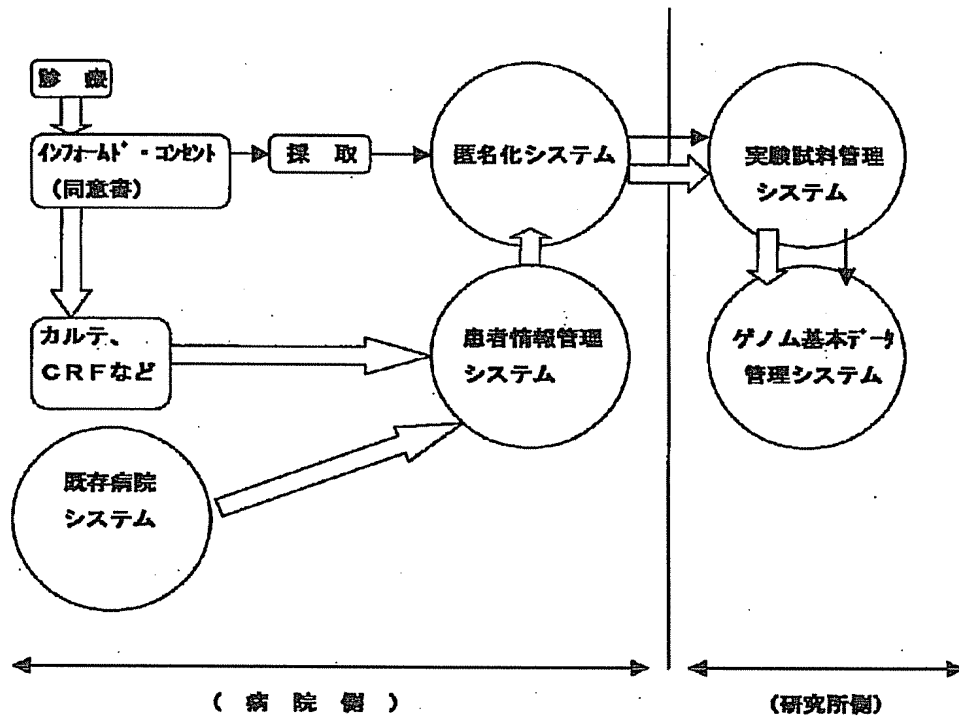 診 療
インフォームド・コンセント
(同意書)
採 取
匿名化システム
実験試料管理
システム
カルテ、
CRFなど
患者情報管理
システム
ゲノム基本データ
管理システム
既存病院
システム
( 病 院 側 )
(研究所側)